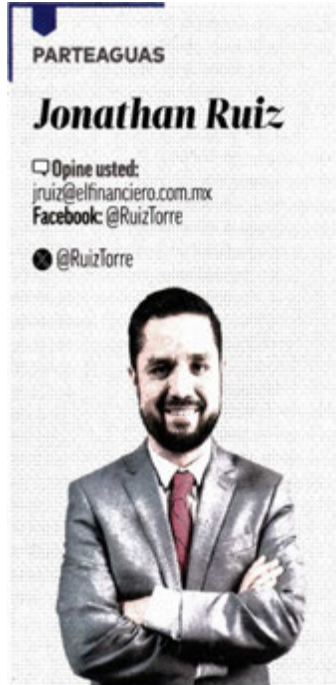 PARTEAGUAS
Jonathan Ruiz
Opine usted:
jruiz@elfinanciero.com.mx
Facebook: @RuizTorre
@RuizTorre